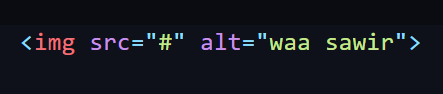 <img src="#" alt="waa sawir">